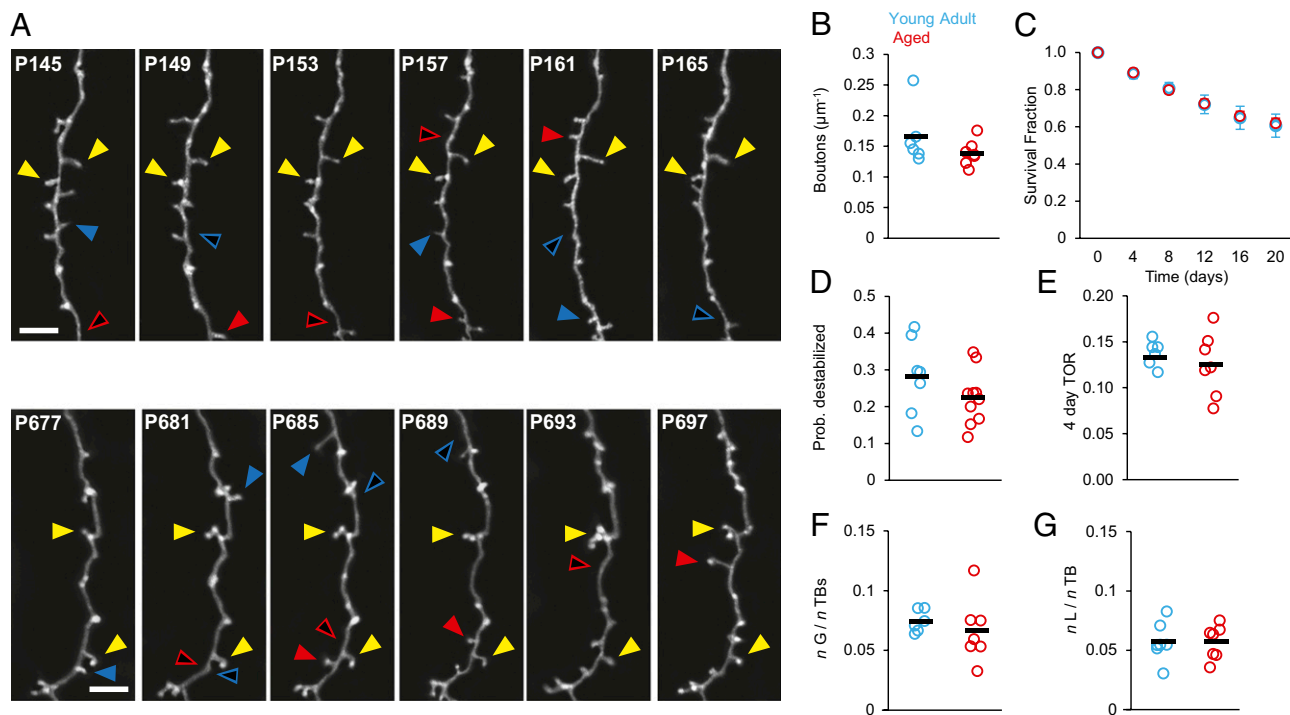 A
P145 P149 P153 P157 P161 P165
P677 P681 P685 P689 P693 P697
B
Young Adult
Aged
Boutons (µm⁻¹)
0.3
0.25
0.2
0.15
0.1
0.05
0
C
Survival Fraction
1.0
0.8
0.6
0.4
0.2
0
0 4 8 12 16 20
Time (days)
D
Prob. destabilized
0.5
0.4
0.3
0.2
0.1
0
E
4 day TOR
0.20
0.15
0.10
0.05
0.00
F
n G / n TBs
0.15
0.1
0.05
0
G
n L / n TB
0.15
0.1
0.05
0